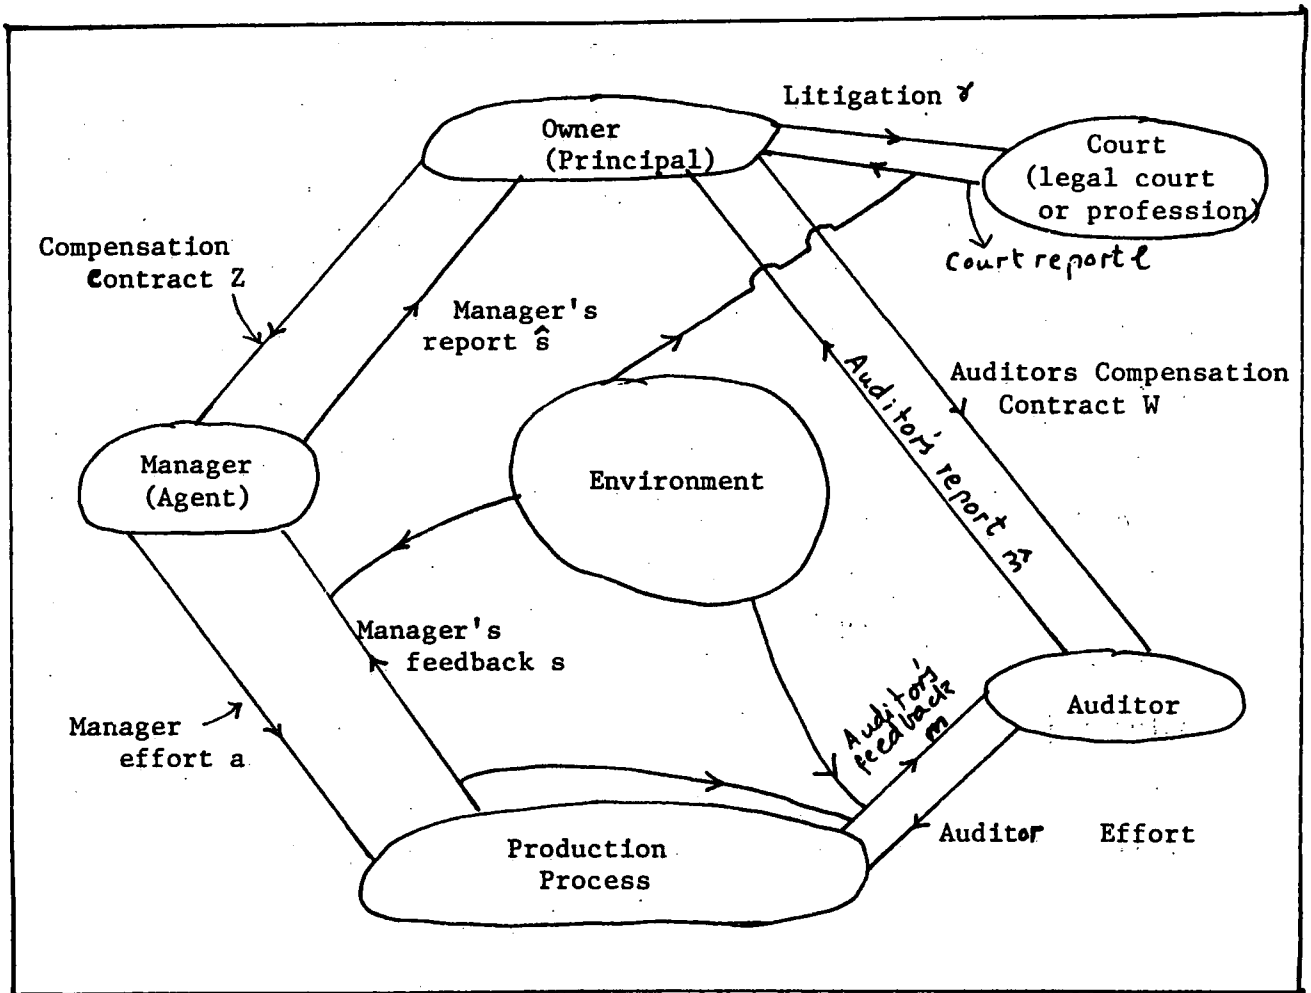 Litigation γ
Owner
(Principal)
Court
(legal court
or profession)
Court report l
Compensation
Contract Z
Manager's
report ŝ
Auditor's report m̂
Auditors Compensation
Contract W
Manager
(Agent)
Environment
Manager's
feedback s
Auditor's
feedback
m
Auditor
Manager
effort a
Auditor Effort
Production
Process